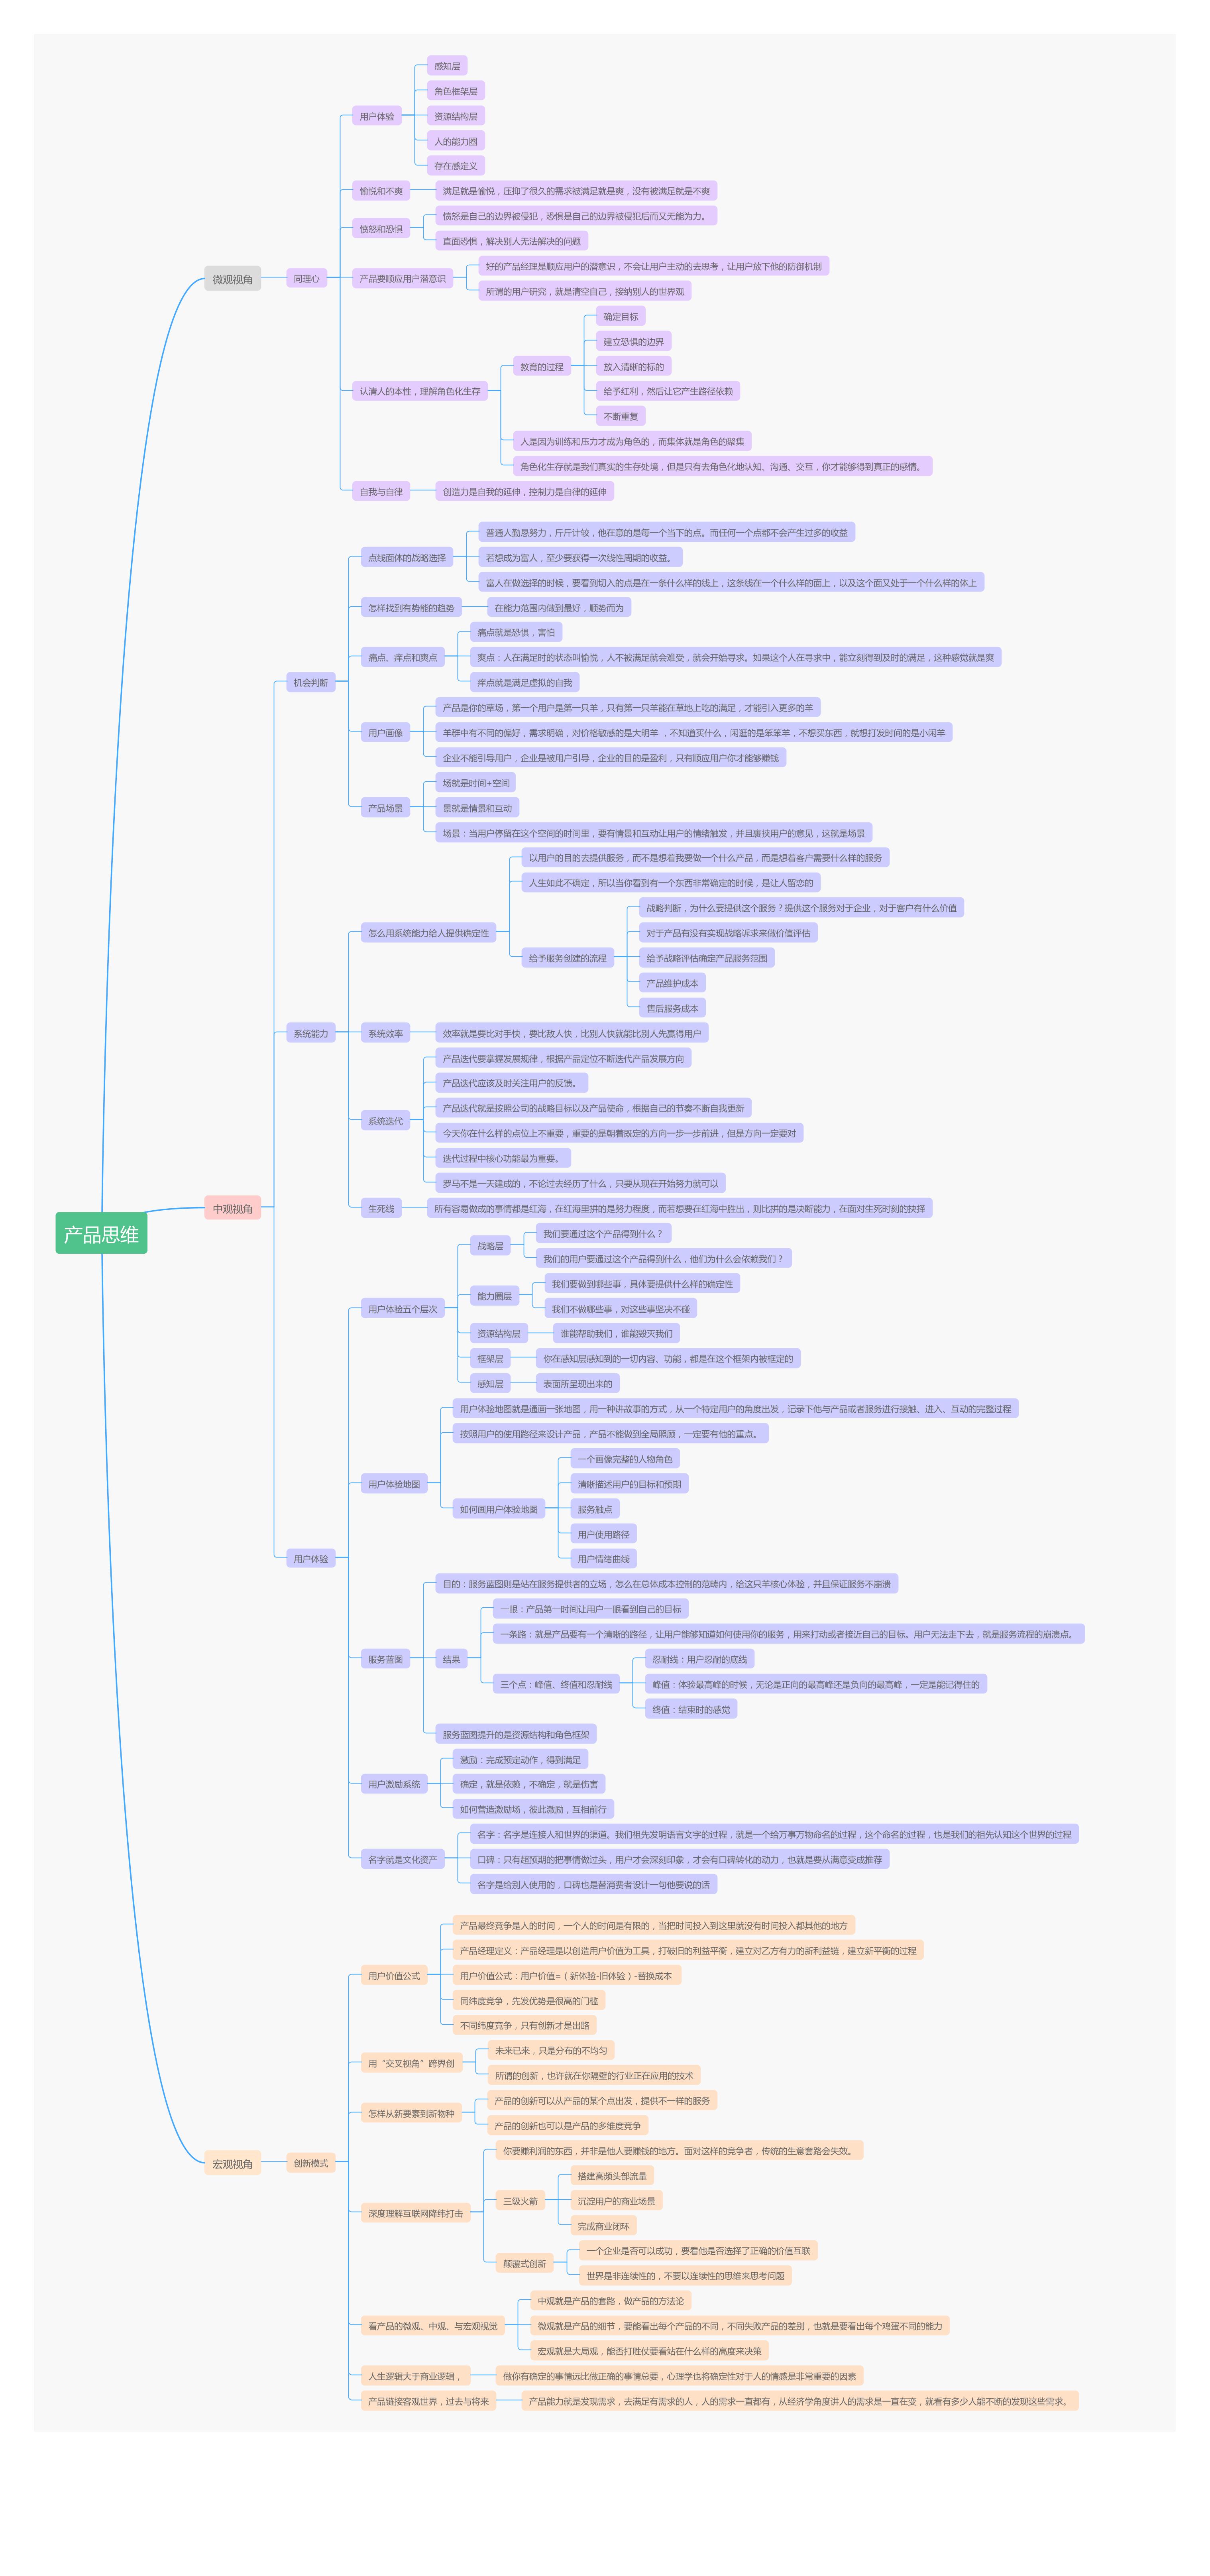 产品思维
微观视角
同理心
用户体验
感知层
角色框架层
资源结构层
人的能力圈
存在感定义
愉悦和不爽
满足就是愉悦，压抑了很久的需求被满足就是爽，没有被满足就是不爽
愤怒和恐惧
愤怒是自己的边界被侵犯，恐惧是自己的边界被侵犯后而又无能为力。
直面恐惧，解决别人无法解决的问题
产品要顺应用户潜意识
好的产品经理是顺应用户的潜意识，不会让用户主动的去思考，让用户放下他的防御机制
所谓的用户研究，就是清空自己，接纳别人的世界观
认清人的本性，理解角色化生存
教育的过程
确定目标
建立恐惧的边界
放入清晰的标的
给予红利，然后让它产生路径依赖
不断重复
人是因为训练和压力才成为角色的，而集体就是角色的聚集
角色化生存就是我们真实的生存处境，但是只有去角色化地认知、沟通、交互，你才能够得到真正的感情。
自我与自律
创造力是自我的延伸，控制力是自律的延伸
中观视角
机会判断
点线面体的战略选择
普通人勤恳努力，斤斤计较，他在意的是每一个当下的点。而任何一个点都不会产生过多的收益
若想成为富人，至少要获得一次线性周期的收益。
富人在做选择的时候，要看到切入的点是在一条什么样的线上，这条线在一个什么样的面上，以及这个面又处于一个什么样的体上
怎样找到有势能的趋势
在能力范围内做到最好，顺势而为
痛点、痒点和爽点
痛点就是恐惧，害怕
爽点：人在满足时的状态叫愉悦，人不被满足就会难受，就会开始寻求。如果这个人在寻求中，能立刻得到及时的满足，这种感觉就是爽
痒点就是满足虚拟的自我
用户画像
产品是你的草场，第一个用户是第一只羊，只有第一只羊能在草地上吃的满足，才能引入更多的羊
羊群中有不同的偏好，需求明确，对价格敏感的是大明羊 ，不知道买什么，闲逛的是笨笨羊，不想买东西，就想打发时间的是小闲羊
企业不能引导用户，企业是被用户引导，企业的目的是盈利，只有顺应用户你才能够赚钱
产品场景
场就是时间+空间
景就是情景和互动
场景：当用户停留在这个空间的时间里，要有情景和互动让用户的情绪触发，并且裹挟用户的意见，这就是场景
系统能力
怎么用系统能力给人提供确定性
以用户的目的去提供服务，而不是想着我要做一个什么产品，而是想着客户需要什么样的服务
人生如此不确定，所以当你看到有一个东西非常确定的时候，是让人留恋的
给予服务创建的流程
战略判断，为什么要提供这个服务？提供这个服务对于企业，对于客户有什么价值
对于产品有没有实现战略诉求来做价值评估
给予战略评估确定产品服务范围
产品维护成本
售后服务成本
系统效率
效率就是要比对手快，要比敌人快，比别人快就能比别人先赢得用户
系统迭代
产品迭代要掌握发展规律，根据产品定位不断迭代产品发展方向
产品迭代应该及时关注用户的反馈。
产品迭代就是按照公司的战略目标以及产品使命，根据自己的节奏不断自我更新
今天你在什么样的点位上不重要，重要的是朝着既定的方向一步一步前进，但是方向一定要对
迭代过程中核心功能最为重要。
罗马不是一天建成的，不论过去经历了什么，只要从现在开始努力就可以
生死线
所有容易做成的事情都是红海，在红海里拼的是努力程度，而若想要在红海中胜出，则比拼的是决断能力，在面对生死时刻的抉择
用户体验
用户体验五个层次
战略层
我们要通过这个产品得到什么？
我们的用户要通过这个产品得到什么，他们为什么会依赖我们？
能力圈层
我们要做到哪些事，具体要提供什么样的确定性
我们不做哪些事，对这些事坚决不碰
资源结构层
谁能帮助我们，谁能毁灭我们
框架层
你在感知层感知到的一切内容、功能，都是在这个框架内被框定的
感知层
表面所呈现出来的
用户体验地图
用户体验地图就是通画一张地图，用一种讲故事的方式，从一个特定用户的角度出发，记录下他与产品或者服务进行接触、进入、互动的完整过程
按照用户的使用路径来设计产品，产品不能做到全局照顾，一定要有他的重点。
如何画用户体验地图
一个画像完整的人物角色
清晰描述用户的目标和预期
服务触点
用户使用路径
用户情绪曲线
服务蓝图
目的：服务蓝图则是站在服务提供者的立场，怎么在总体成本控制的范畴内，给这只羊核心体验，并且保证服务不崩溃
结果
一眼：产品第一时间让用户一眼看到自己的目标
一条路：就是产品要有一个清晰的路径，让用户能够知道如何使用你的服务，用来打动或者接近自己的目标。用户无法走下去，就是服务流程的崩溃点。
三个点：峰值、终值和忍耐线
忍耐线：用户忍耐的底线
峰值：体验最高峰的时候，无论是正向的最高峰还是负向的最高峰，一定是能记得住的
终值：结束时的感觉
服务蓝图提升的是资源结构和角色框架
用户激励系统
激励：完成预定动作，得到满足
确定，就是依赖，不确定，就是伤害
如何营造激励场，彼此激励，互相前行
名字就是文化资产
名字：名字是连接人和世界的渠道。我们祖先发明语言文字的过程，就是一个给万事万物命名的过程，这个命名的过程，也是我们的祖先认知这个世界的过程
口碑：只有超预期的把事情做过头，用户才会深刻印象，才会有口碑转化的动力，也就是要从满意变成推荐
名字是给别人使用的，口碑也是替消费者设计一句他要说的话
宏观视角
创新模式
用户价值公式
产品最终竞争是人的时间，一个人的时间是有限的，当把时间投入到这里就没有时间投入都其他的地方
产品经理定义：产品经理是以创造用户价值为工具，打破旧的利益平衡，建立对乙方有力的新利益链，建立新平衡的过程
用户价值公式：用户价值=（新体验-旧体验）-替换成本
同纬度竞争，先发优势是很高的门槛
不同纬度竞争，只有创新才是出路
用“交叉视角”跨界创
未来已来，只是分布的不均匀
所谓的创新，也许就在你隔壁的行业正在应用的技术
怎样从新要素到新物种
产品的创新可以从产品的某个点出发，提供不一样的服务
产品的创新也可以是产品的多维度竞争
深度理解互联网降纬打击
你要赚利润的东西，并非是他人要赚钱的地方。面对这样的竞争者，传统的生意套路会失效。
三级火箭
搭建高频头部流量
沉淀用户的商业场景
完成商业闭环
颠覆式创新
一个企业是否可以成功，要看他是否选择了正确的价值互联
世界是非连续性的，不要以连续性的思维来思考问题
看产品的微观、中观、与宏观视觉
中观就是产品的套路，做产品的方法论
微观就是产品的细节，要能看出每个产品的不同，不同失败产品的差别，也就是要看出每个鸡蛋不同的能力
宏观就是大局观，能否打胜仗要看站在什么样的高度来决策
人生逻辑大于商业逻辑，
做你有确定的事情远比做正确的事情总要，心理学也将确定性对于人的情感是非常重要的因素
产品链接客观世界，过去与将来
产品能力就是发现需求，去满足有需求的人，人的需求一直都有，从经济学角度讲人的需求是一直在变，就看有多少人能不断的发现这些需求。